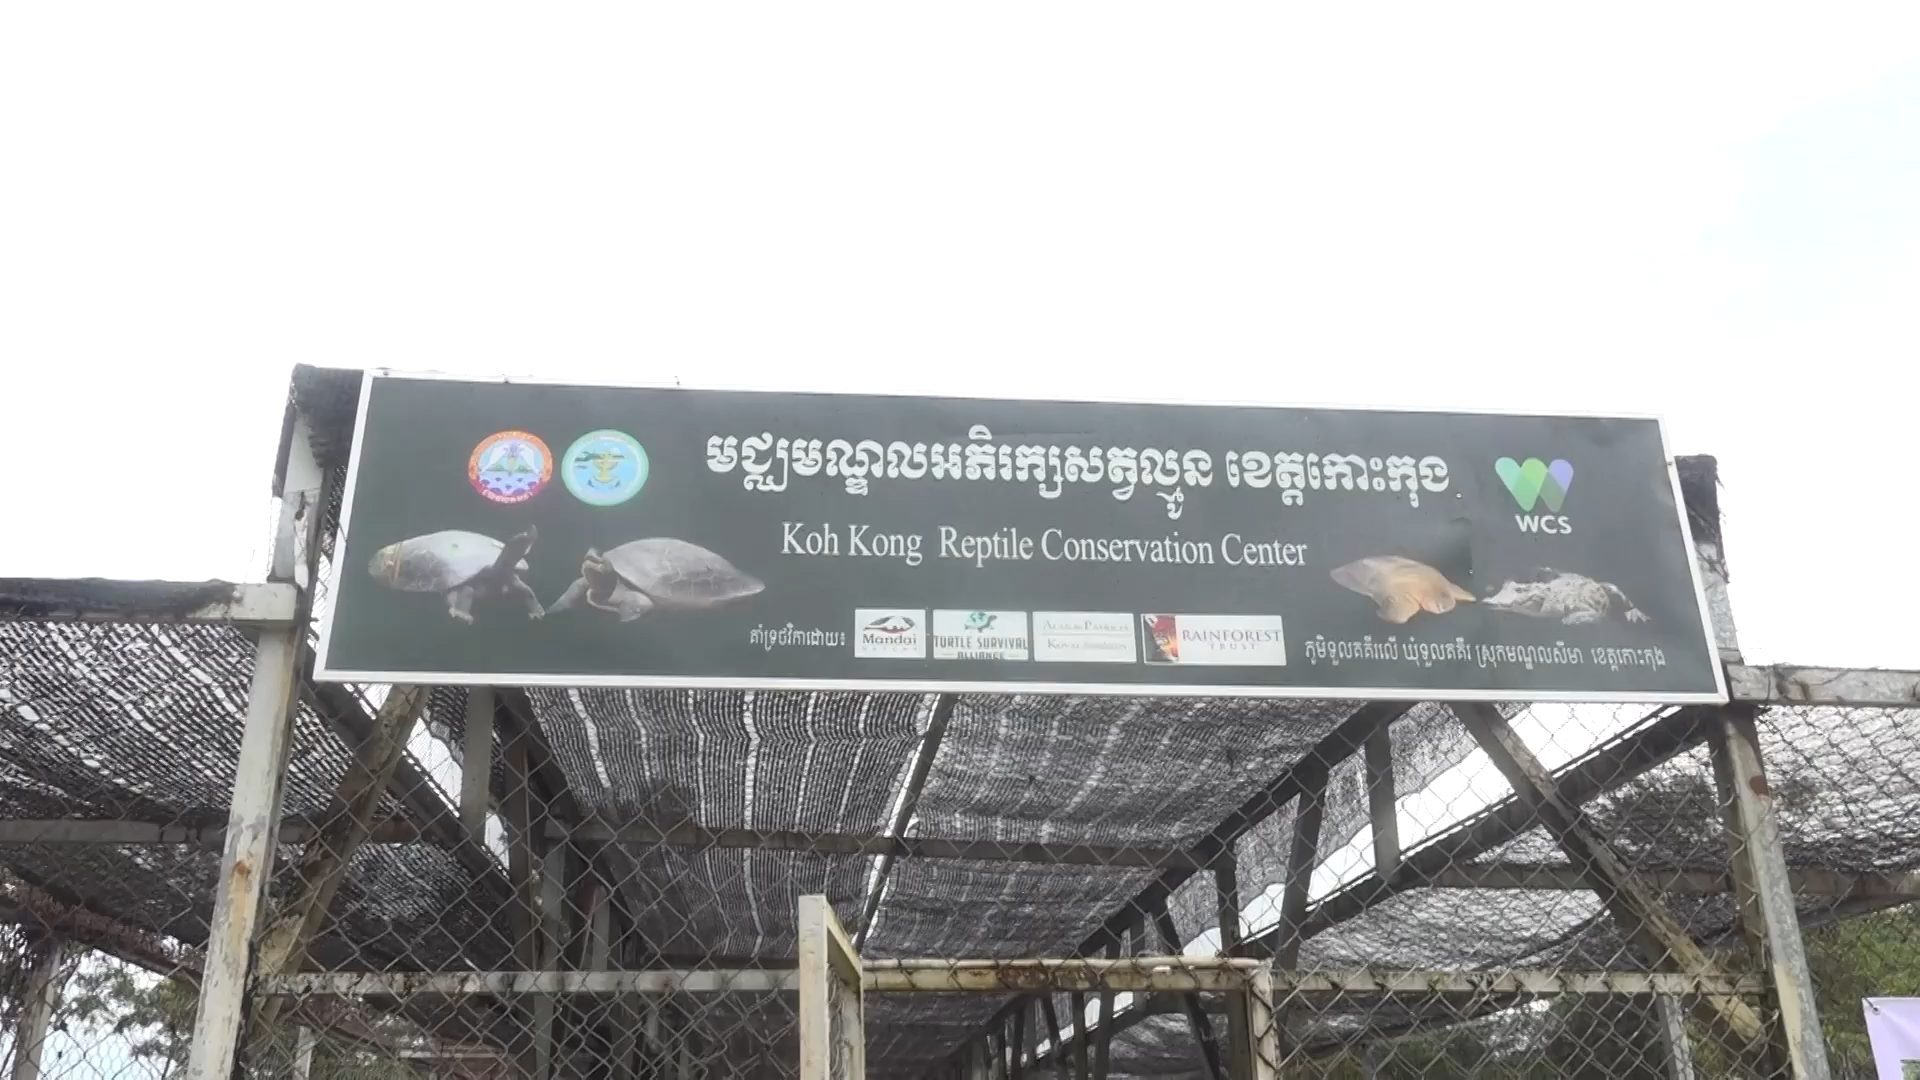 មជ្ឈមណ្ឌលអភិរក្សសត្វល្មូន ខេត្តកោះកុង
WCS
Koh Kong Reptile Conservation Center
គាំទ្រថវិកាដោយ៖
Mandai
NATURE
TURTLE SURVIVAL
ALLIANCE
RAINFOREST
TRUST
ភូមិទួលគគីរលើ ឃុំទួលគគីរ ស្រុកមណ្ឌលសីមា ខេត្តកោះកុង